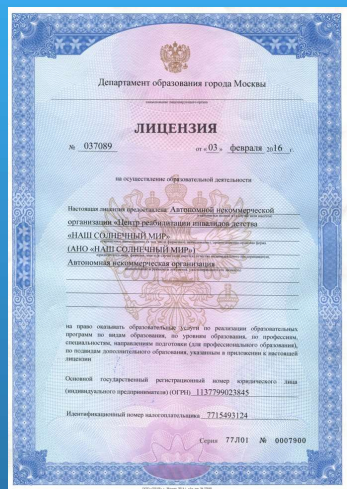 Департамент образования города Москвы
наименование лицензирующего органа
ЛИЦЕНЗИЯ
№ 037089 от « 03 » февраля 2016 г.
на осуществление образовательной деятельности
Настоящая лицензия предоставлена Автономной некоммерческой
организации «Центр реабилитации инвалидов детства
«НАШ СОЛНЕЧНЫЙ МИР»
(АНО «НАШ СОЛНЕЧНЫЙ МИР»)
Автономная некоммерческая организация
на право оказывать образовательные услуги по реализации образовательных
программ по видам образования, по уровням образования, по профессиям,
специальностям, направлениям подготовки (для профессионального образования),
по подвидам дополнительного образования, указанным в приложении к настоящей
лицензии
Основной государственный регистрационный номер юридического лица
(индивидуального предпринимателя) (ОГРН) 1137799023845
Идентификационный номер налогоплательщика 7715493124
Серия 77Л01 № 0007900